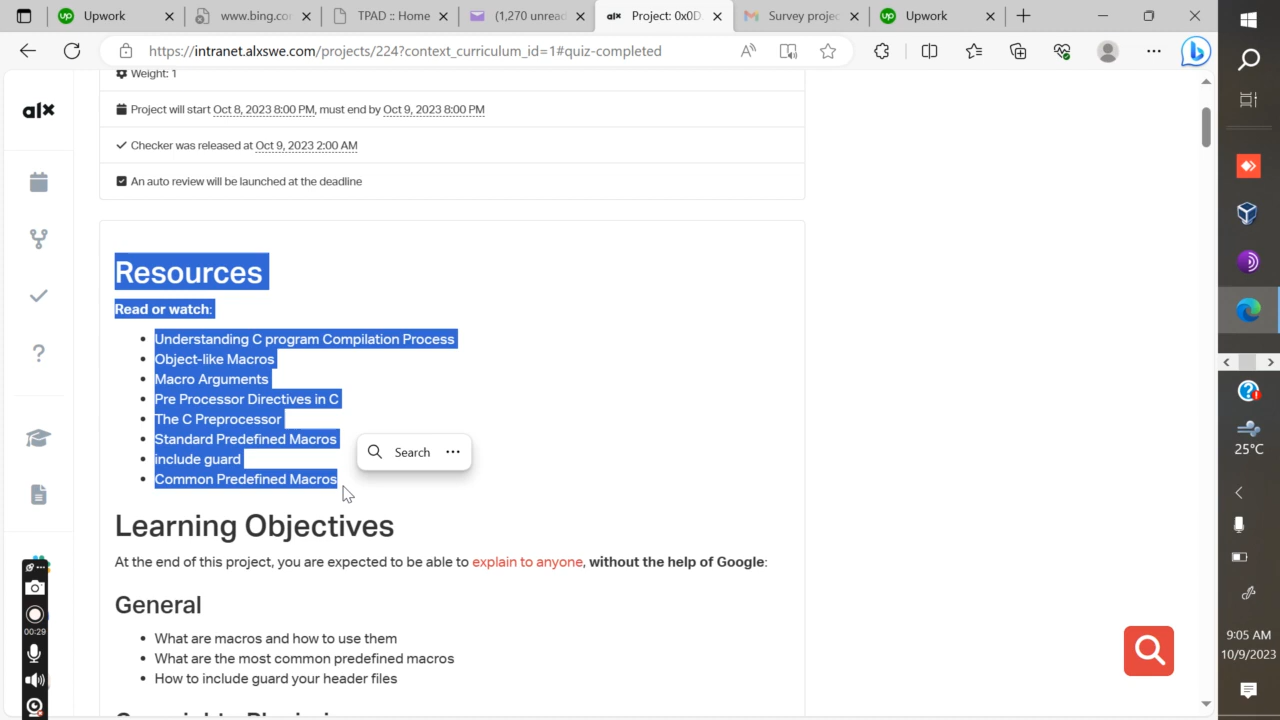 Upwork
www.bing.co
TPAD :: Home
(1,270 unread
alx Project: 0x0D
Survey projec
Upwork
https://intranet.alxswe.com/projects/224?context_curriculum_id=1#quiz-completed
alx
Weight: 1
Project will start Oct 8, 2023 8:00 PM, must end by Oct 9, 2023 8:00 PM
Checker was released at Oct 9, 2023 2:00 AM
An auto review will be launched at the deadline
Resources
Read or watch:
Understanding C program Compilation Process
Object-like Macros
Macro Arguments
Pre Processor Directives in C
The C Preprocessor
Standard Predefined Macros
include guard
Common Predefined Macros
Search
Learning Objectives
At the end of this project, you are expected to be able to explain to anyone, without the help of Google:
General
What are macros and how to use them
What are the most common predefined macros
How to include guard your header files
00:29
25°C
9:05 AM
10/9/2023